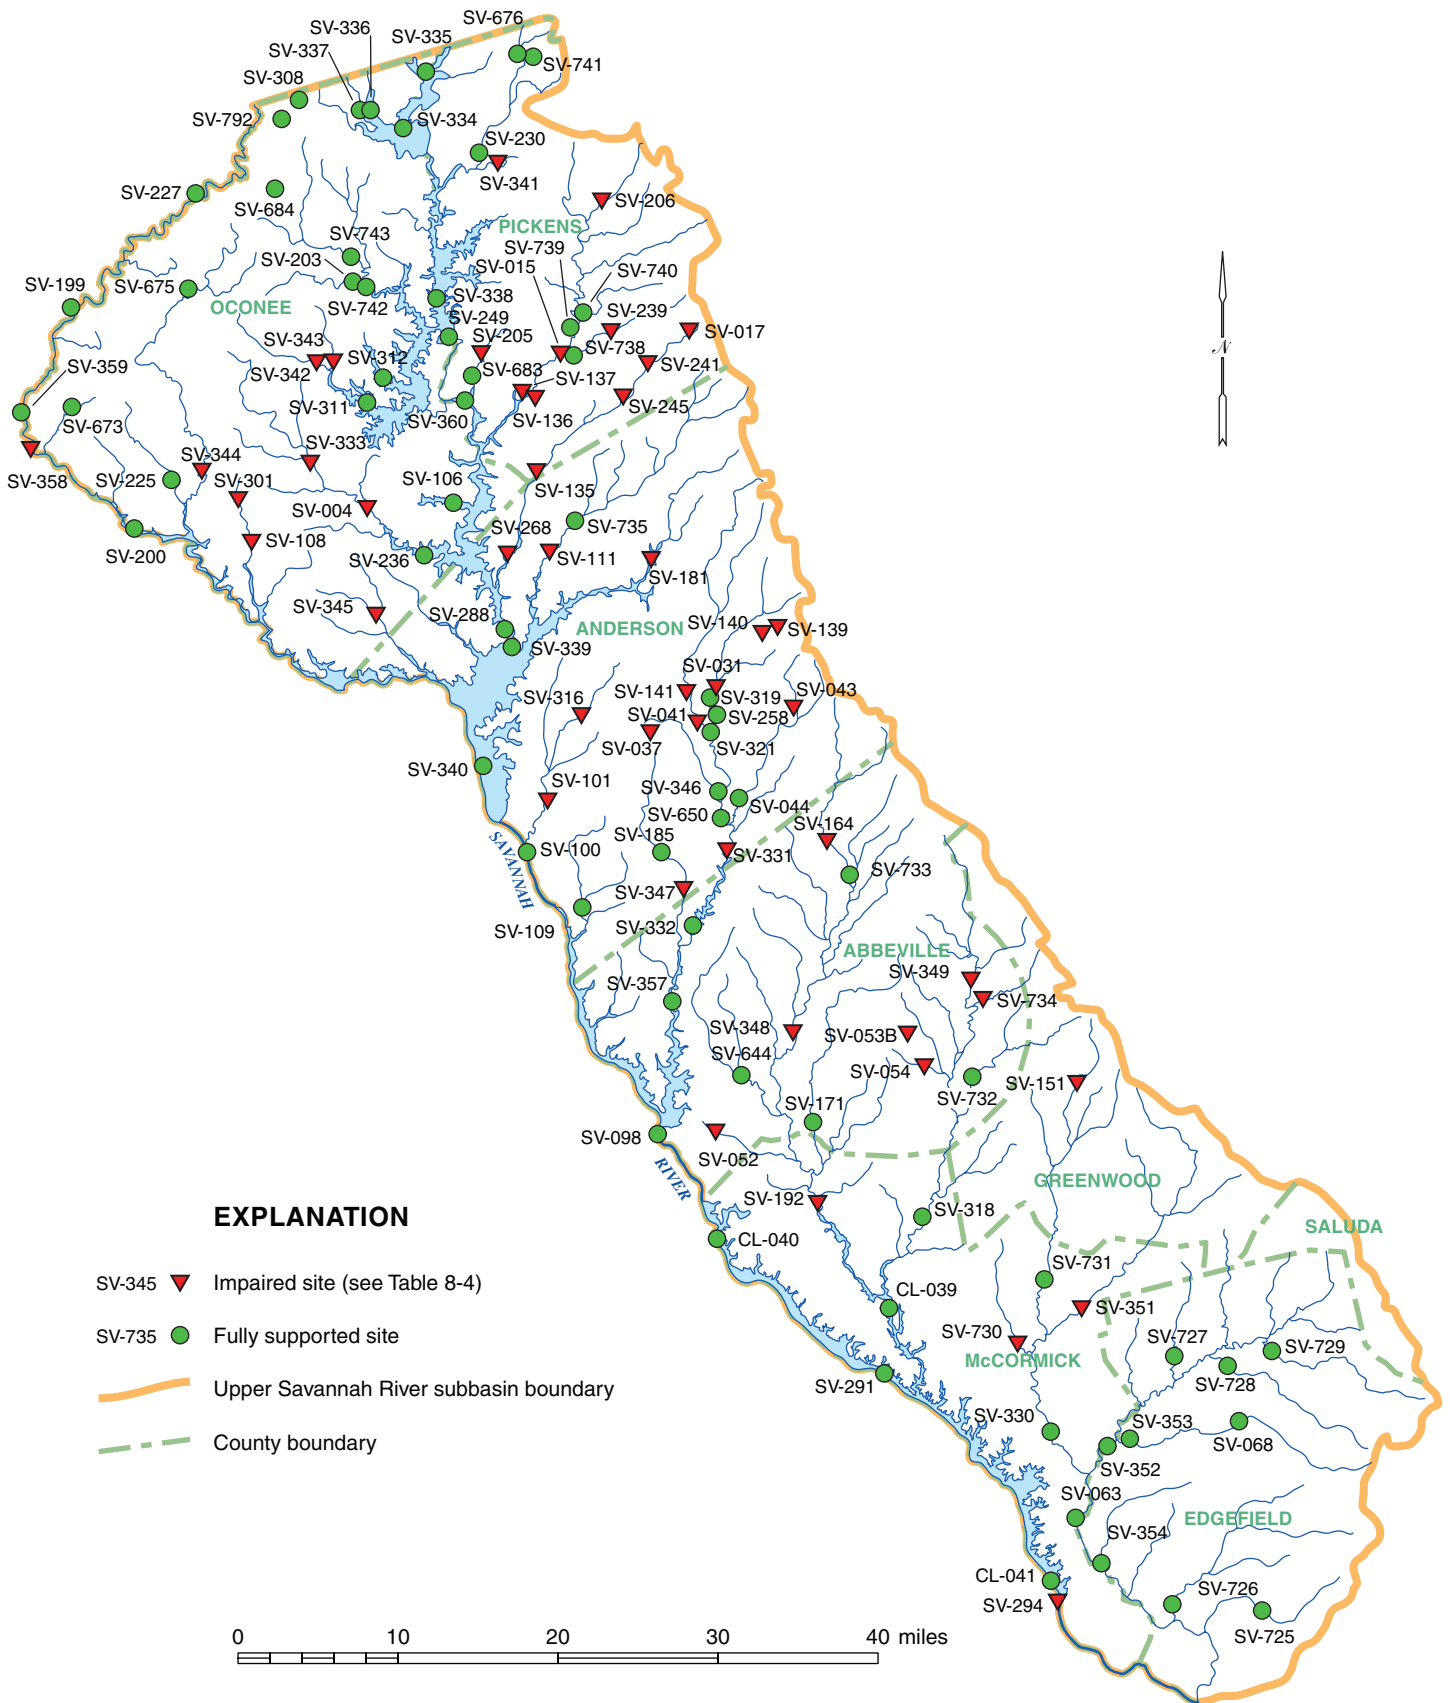 SV-676
SV-336
SV-337
SV-335
SV-741
SV-308
SV-792
SV-334
SV-230
SV-341
SV-227
SV-684
SV-206
PICKENS
SV-743
SV-739
SV-203
SV-015
SV-740
SV-199
SV-675
OCONEE
SV-742
SV-338
SV-249
SV-239
SV-017
SV-343
SV-205
SV-312
SV-738
SV-359
SV-342
SV-683
SV-137
SV-241
SV-311
SV-360
SV-136
SV-245
SV-673
SV-333
SV-344
SV-358
SV-225
SV-301
SV-106
SV-135
SV-004
SV-268
SV-735
SV-200
SV-108
SV-236
SV-111
SV-181
SV-345
SV-288
ANDERSON
SV-140
SV-139
SV-339
SV-031
SV-141
SV-319
SV-043
SV-316
SV-041
SV-258
SV-037
SV-321
SV-340
SV-101
SV-346
SV-044
SV-650
SV-164
SV-185
SAVANNAH
SV-100
SV-331
SV-733
SV-347
SV-109
SV-332
ABBEVILLE
SV-349
SV-357
SV-734
SV-348
SV-053B
SV-644
SV-054
SV-151
SV-732
SV-171
SV-098
SV-052
RIVER
GREENWOOD
SV-192
SV-318
SALUDA
CL-040
SV-731
CL-039
SV-351
SV-730
SV-727
SV-729
McCORMICK
SV-728
SV-291
SV-330
SV-353
SV-068
SV-352
SV-063
EDGEFIELD
SV-354
CL-041
SV-726
SV-294
SV-725
N
EXPLANATION
SV-345 Impaired site (see Table 8-4)
SV-735 Fully supported site
Upper Savannah River subbasin boundary
County boundary
0 10 20 30 40 miles